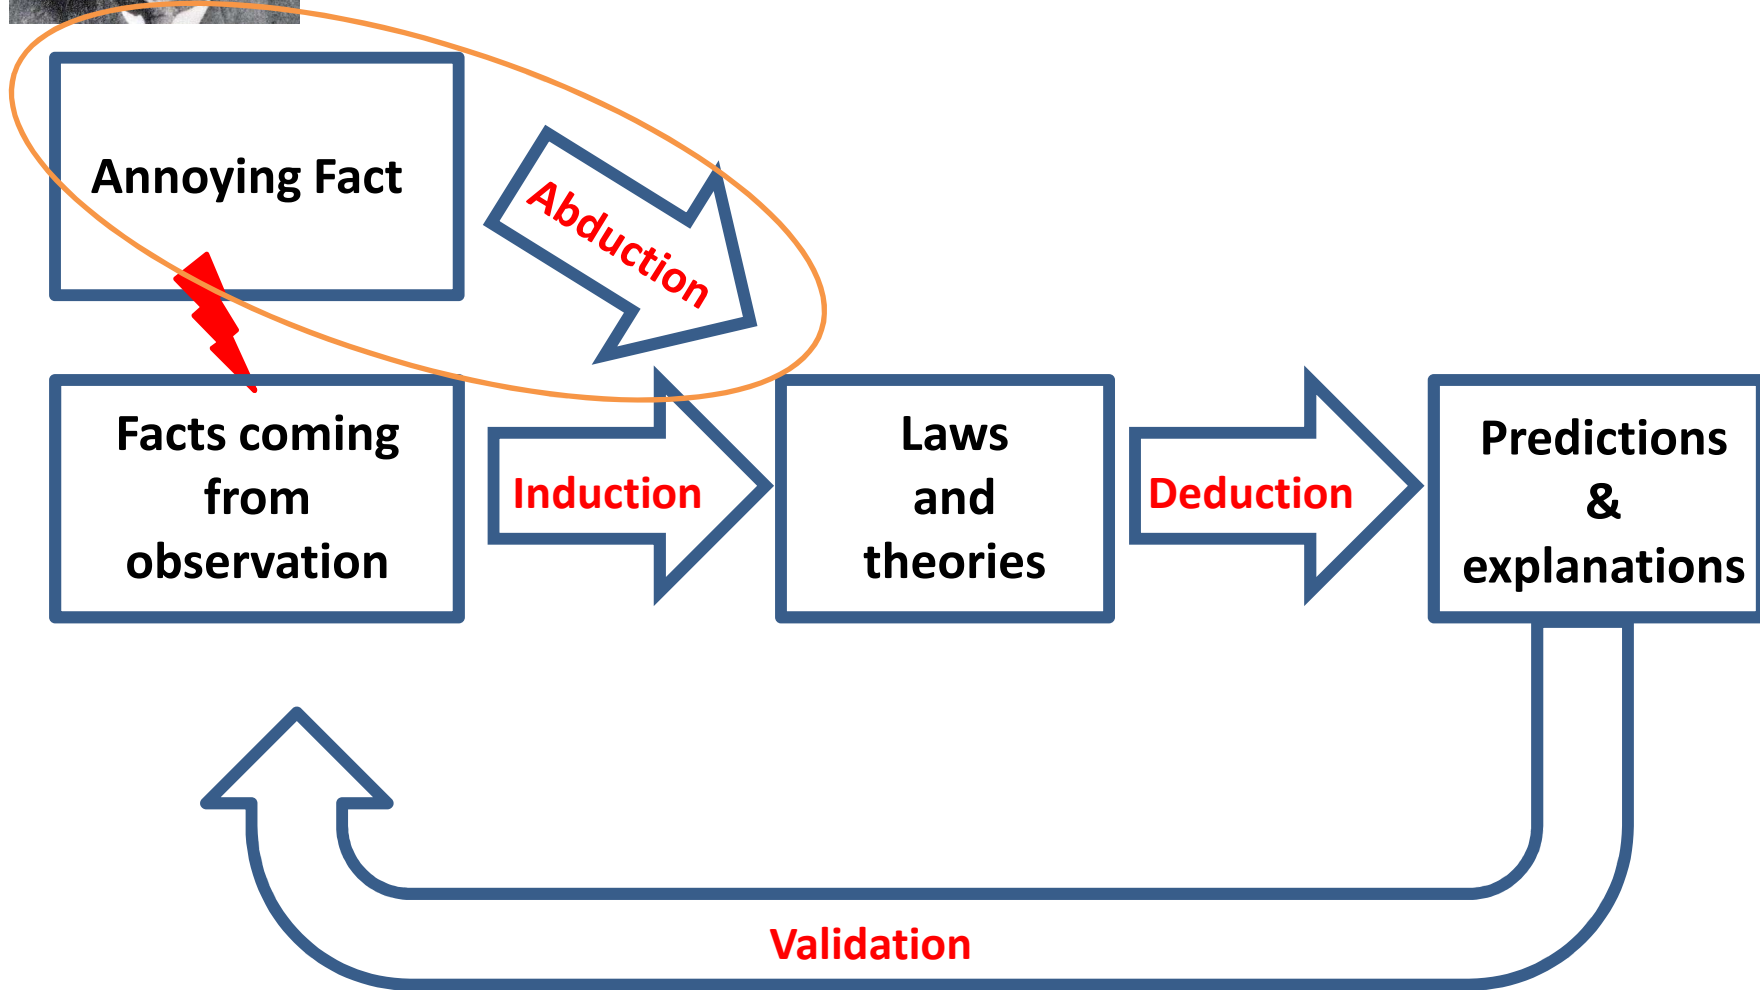 Annoying Fact
Abduction
Facts coming
from
observation
Induction
Laws
and
theories
Deduction
Predictions
&
explanations
Validation